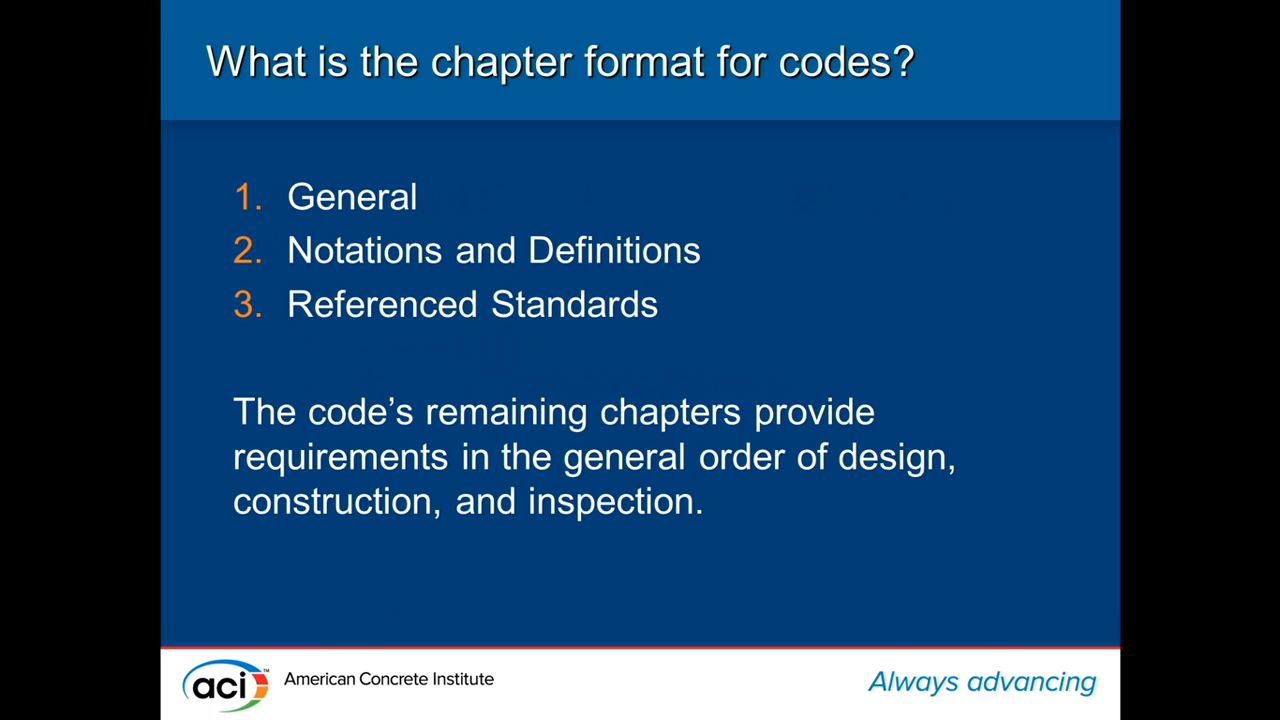 What is the chapter format for codes?
1. General
2. Notations and Definitions
3. Referenced Standards
The code’s remaining chapters provide
requirements in the general order of design,
construction, and inspection.
aci™ American Concrete Institute
Always advancing